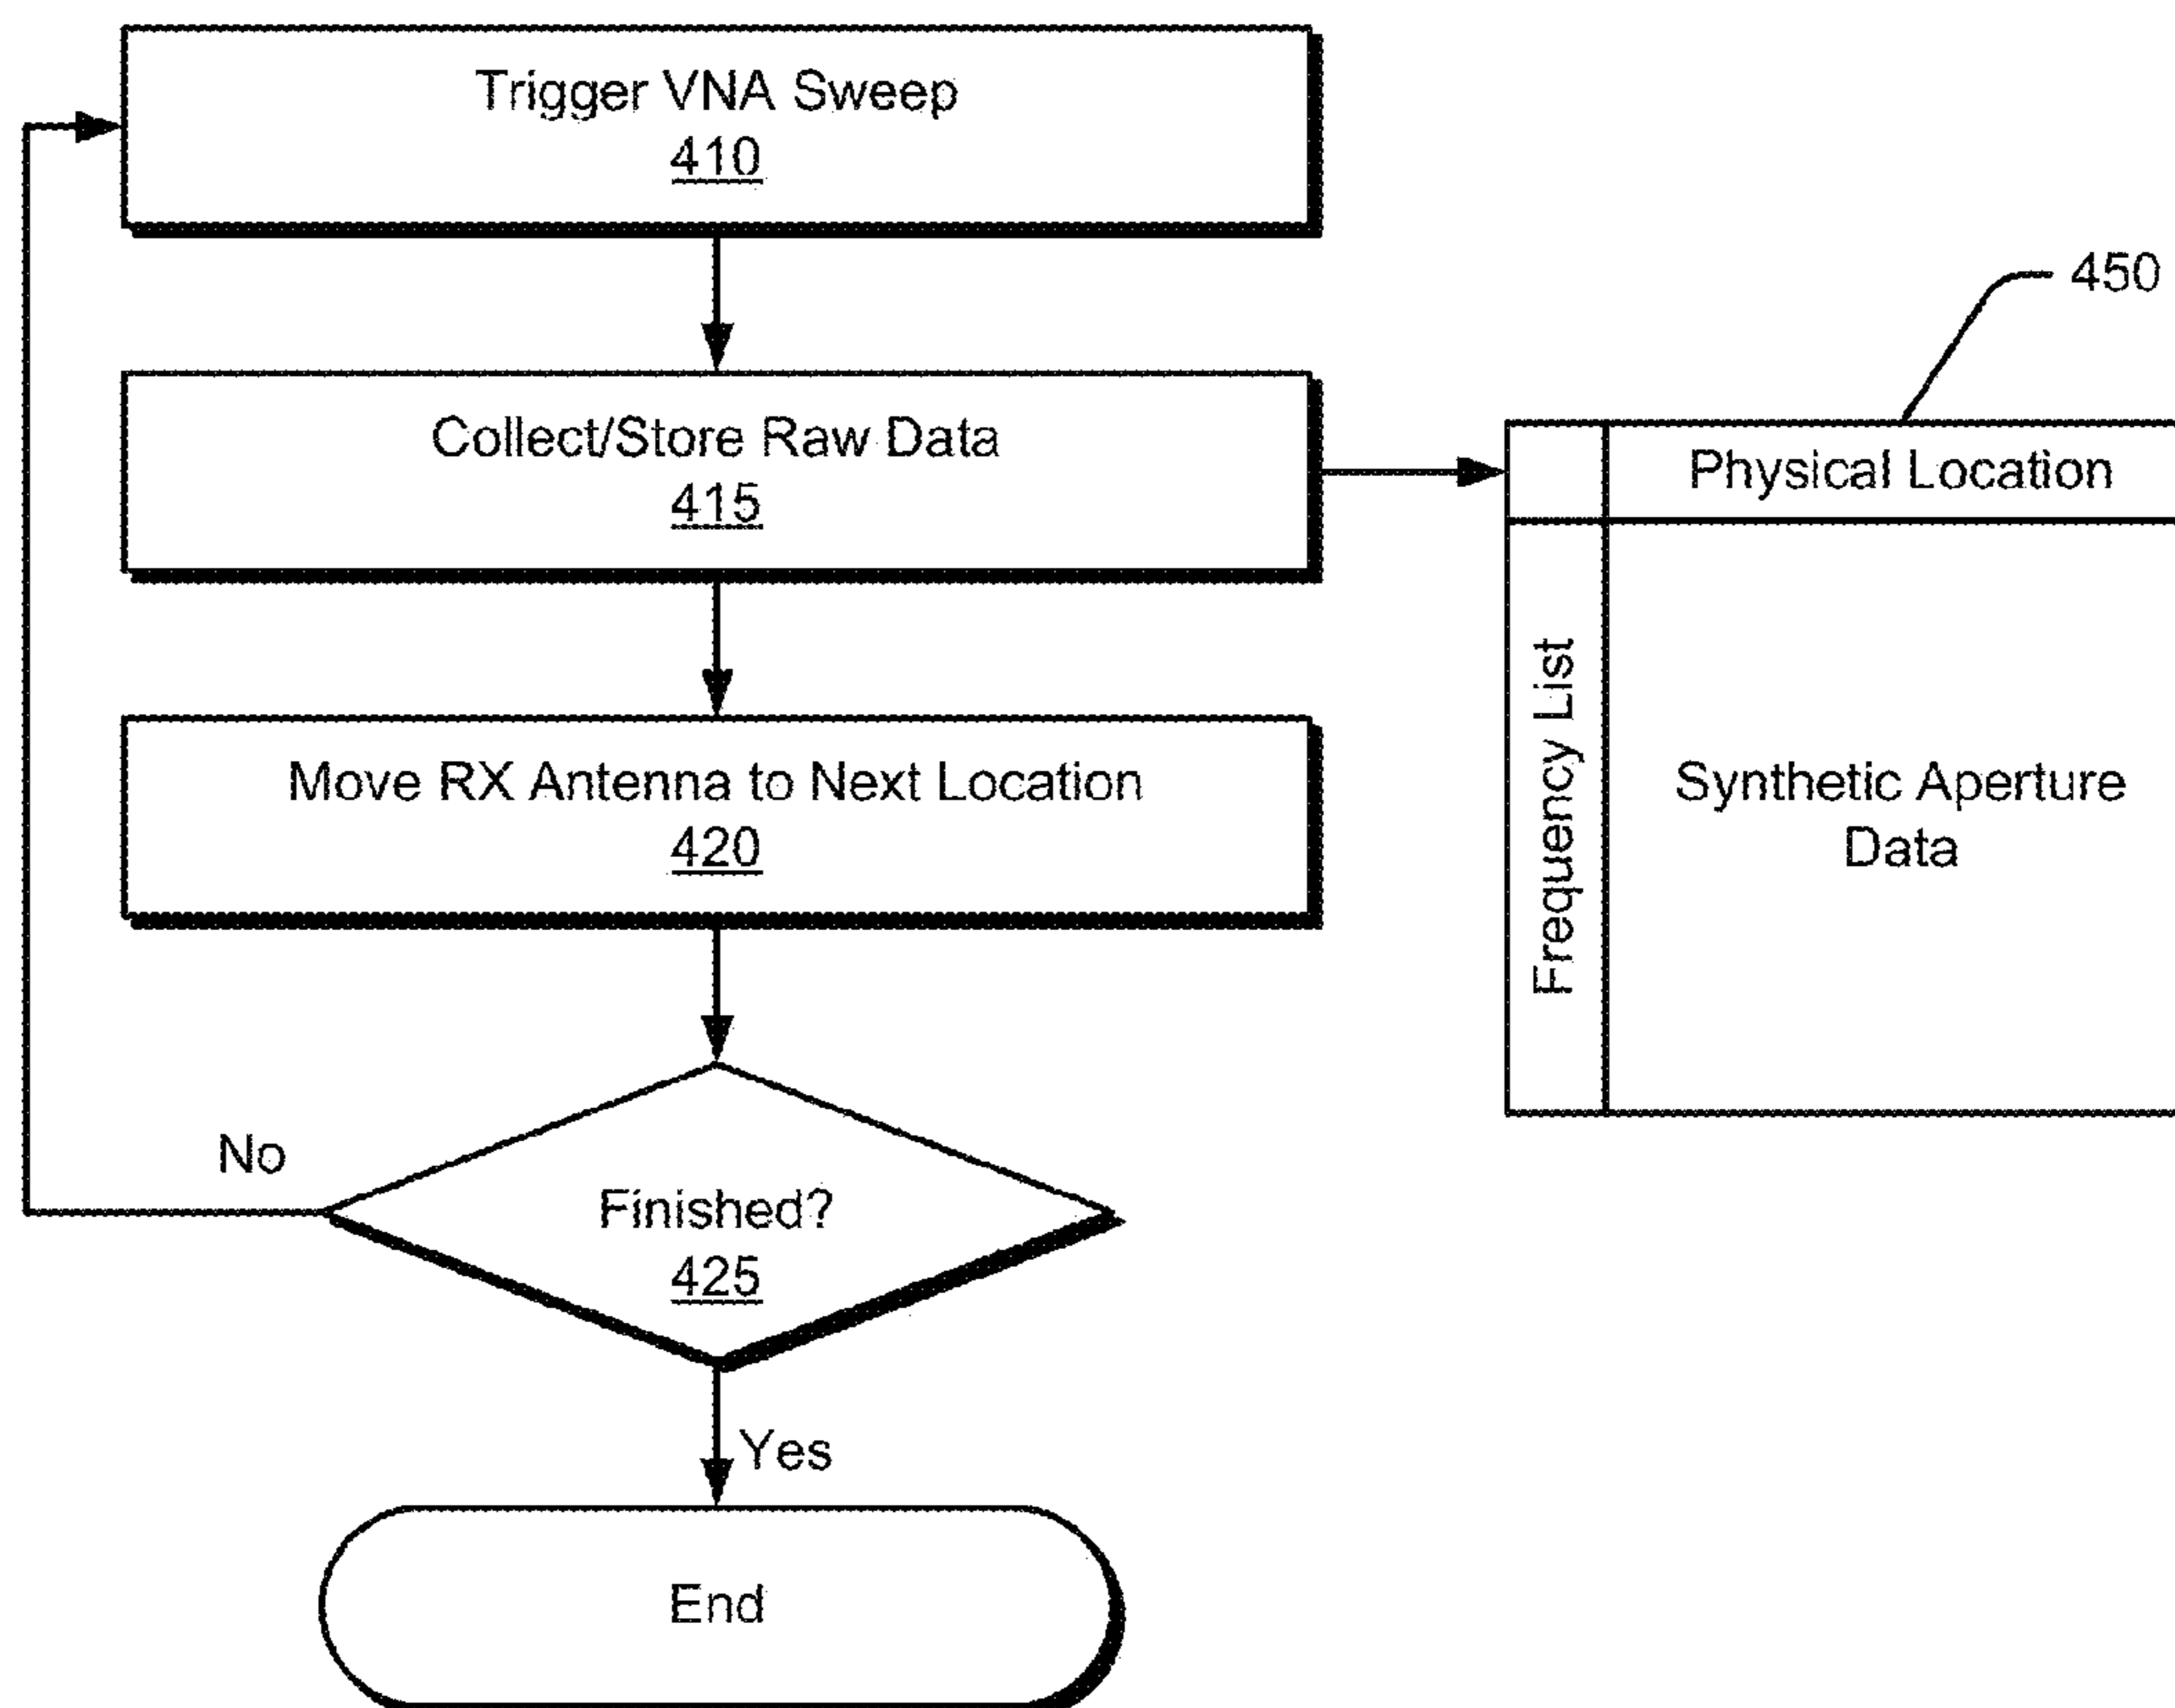 Trigger VNA Sweep
410
450
Collect/Store Raw Data
415
Physical Location
Frequency List
Synthetic Aperture
Data
Move RX Antenna to Next Location
420
No
Finished?
425
Yes
End